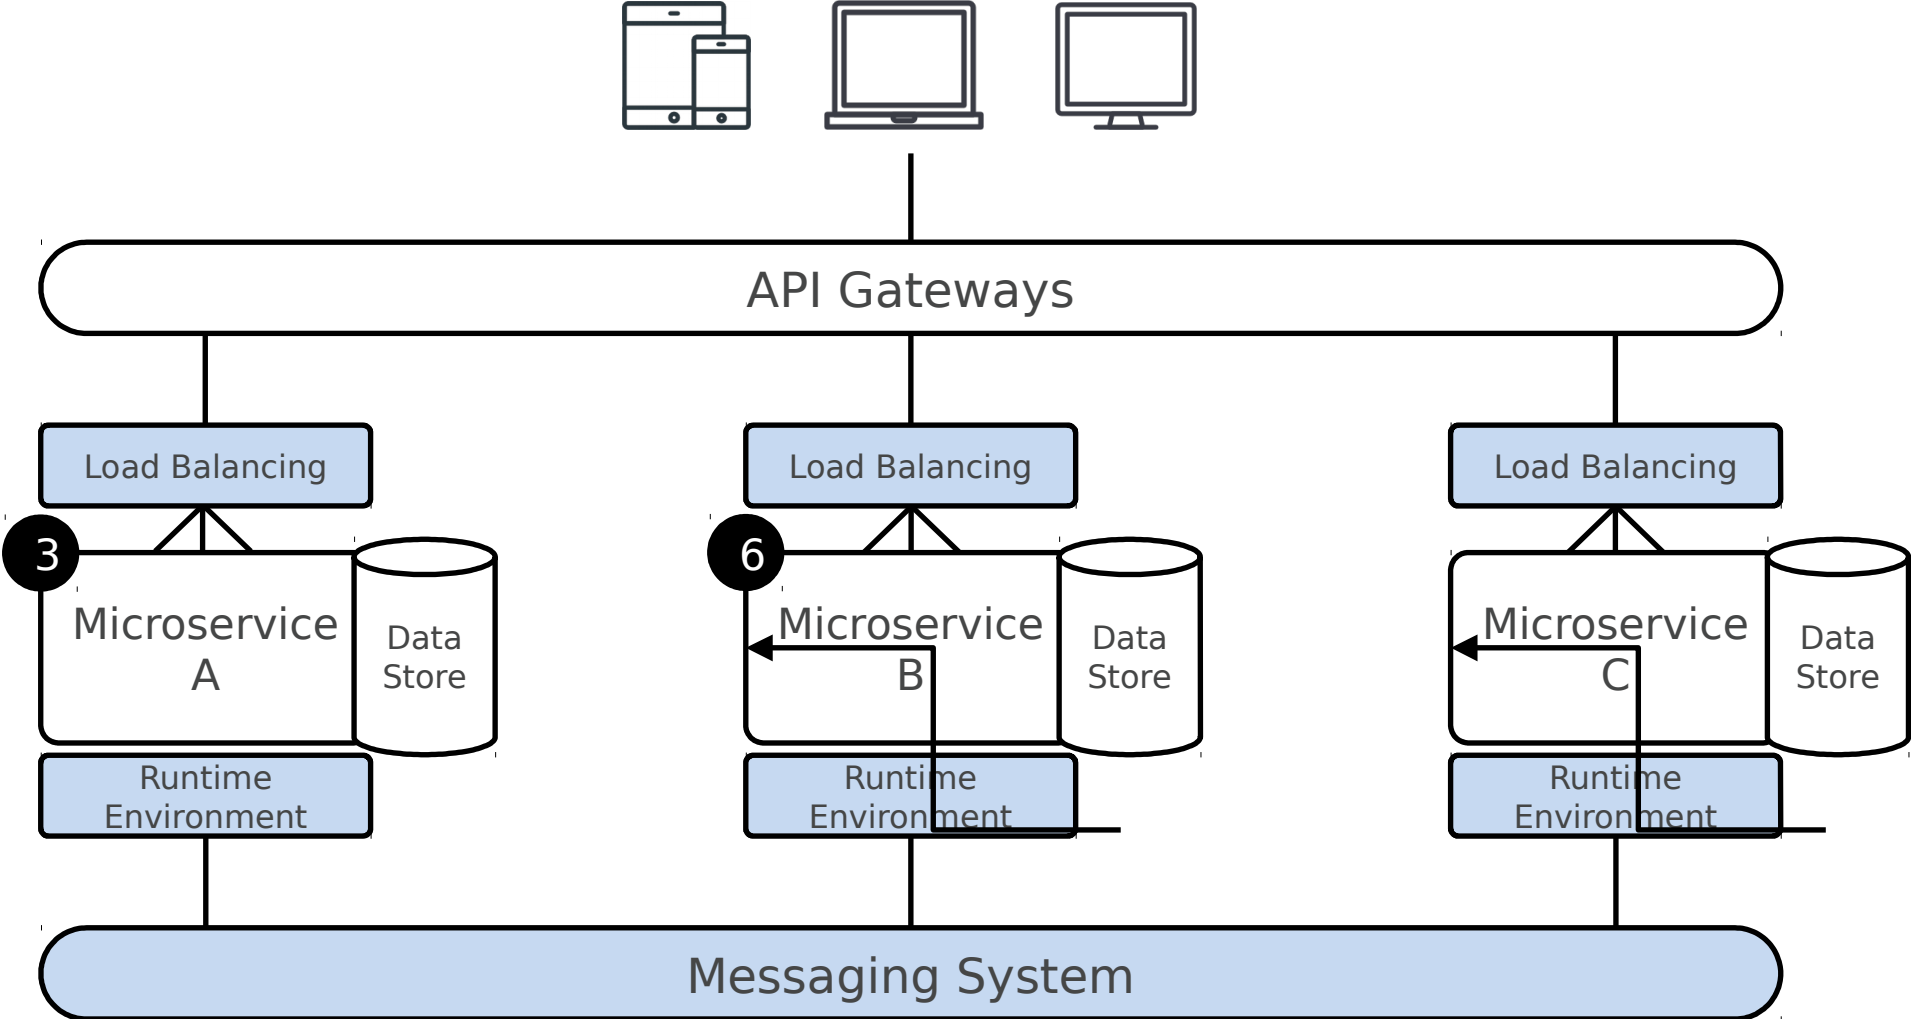 API Gateways
Load Balancing
Load Balancing
Load Balancing
3
6
Microservice
A
Data
Store
Microservice
B
Data
Store
Microservice
C
Data
Store
Runtime
Environment
Runtime
Environment
Runtime
Environment
Messaging System